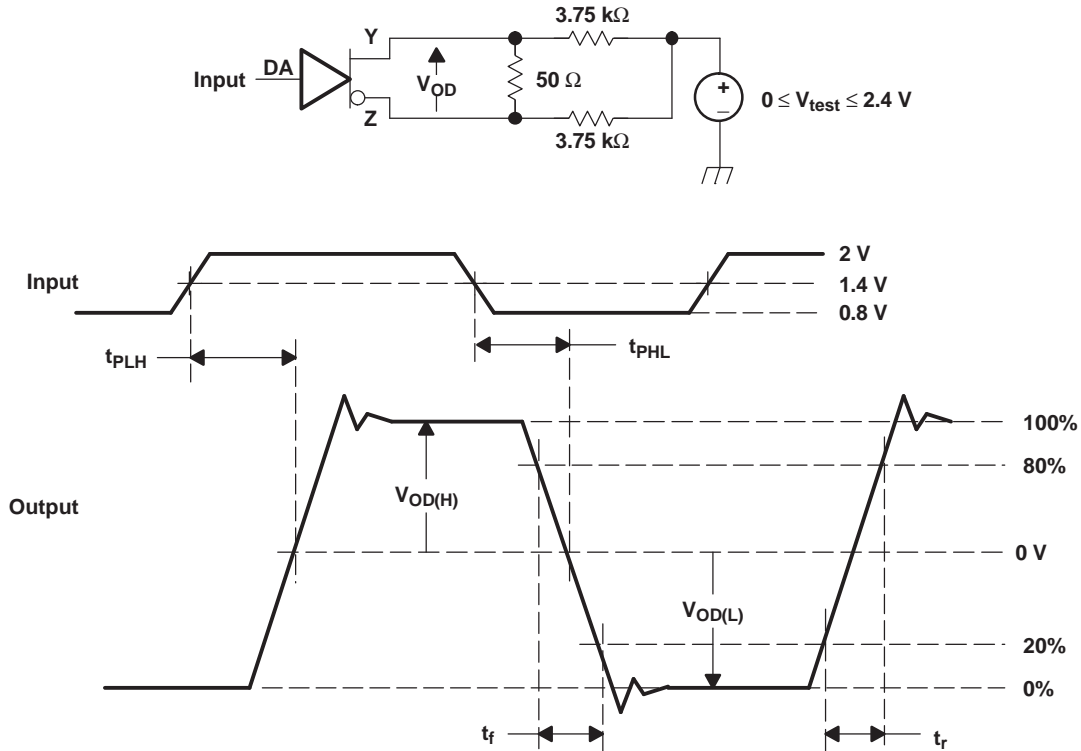 3.75 kΩ
Y
DA
Input
V_OD
50 Ω
+
–
0 ≤ V_test ≤ 2.4 V
Z
3.75 kΩ
2 V
Input
1.4 V
0.8 V
t_PLH
t_PHL
100%
80%
V_OD(H)
Output
0 V
V_OD(L)
20%
0%
t_f
t_r